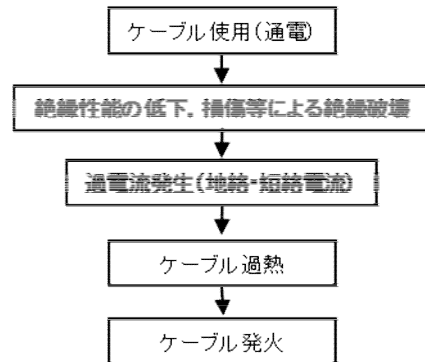 ケーブル使用(通電)
絶縁性能の低下，損傷等による絶縁破壊
過電流発生(地絡・短絡電流)
ケーブル過熱
ケーブル発火